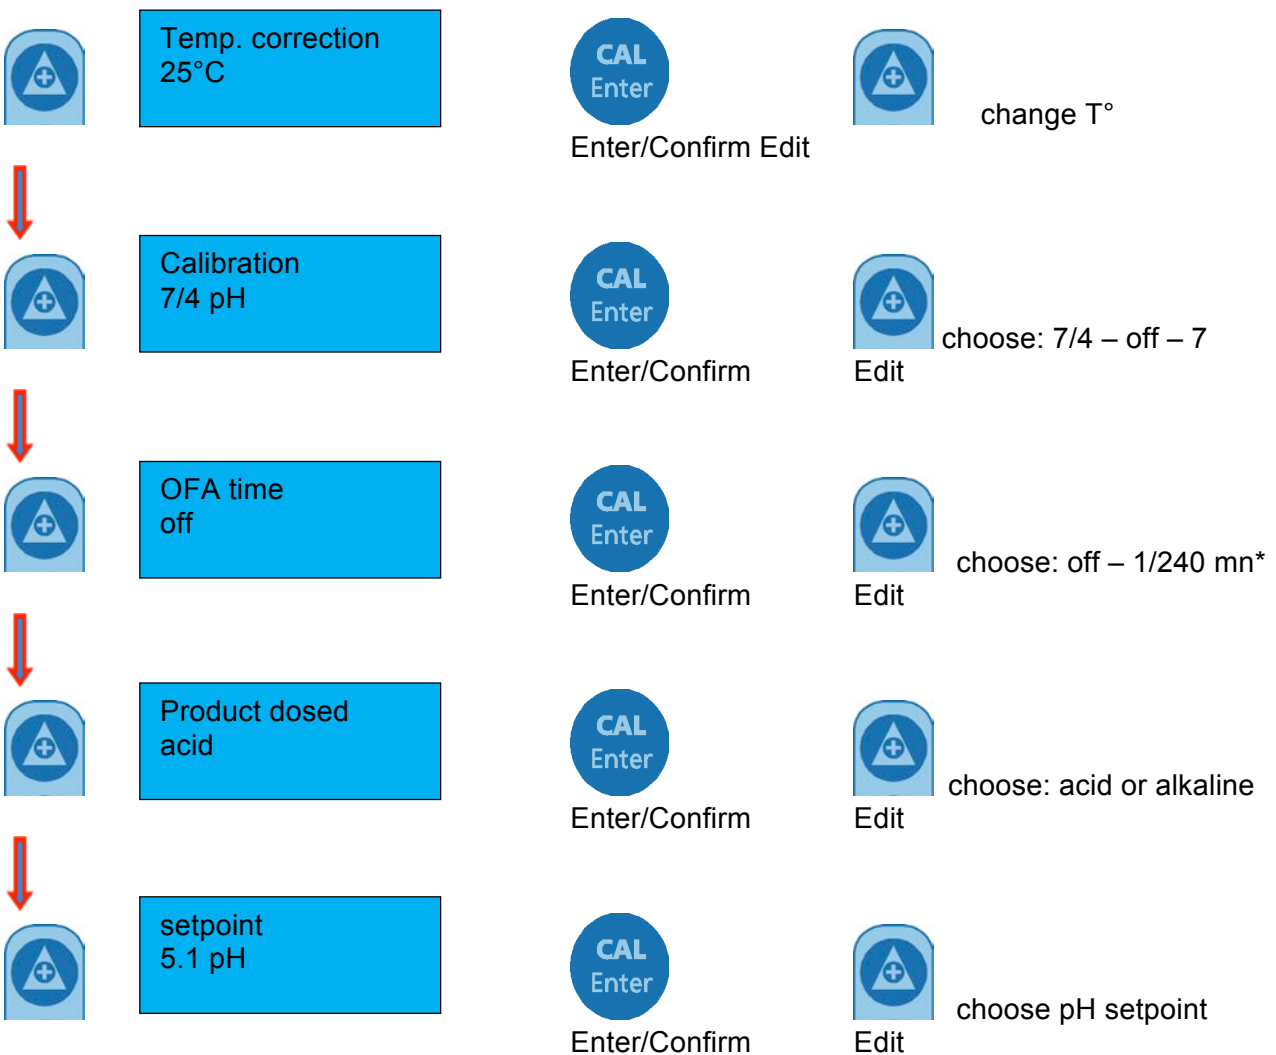 Temp. correction
25°C
CAL
Enter
change T°
Enter/Confirm Edit
Calibration
7/4 pH
CAL
Enter
choose: 7/4 – off – 7
Enter/Confirm Edit
OFA time
off
CAL
Enter
choose: off – 1/240 mn*
Enter/Confirm Edit
Product dosed
acid
CAL
Enter
choose: acid or alkaline
Enter/Confirm Edit
setpoint
5.1 pH
CAL
Enter
choose pH setpoint
Enter/Confirm Edit